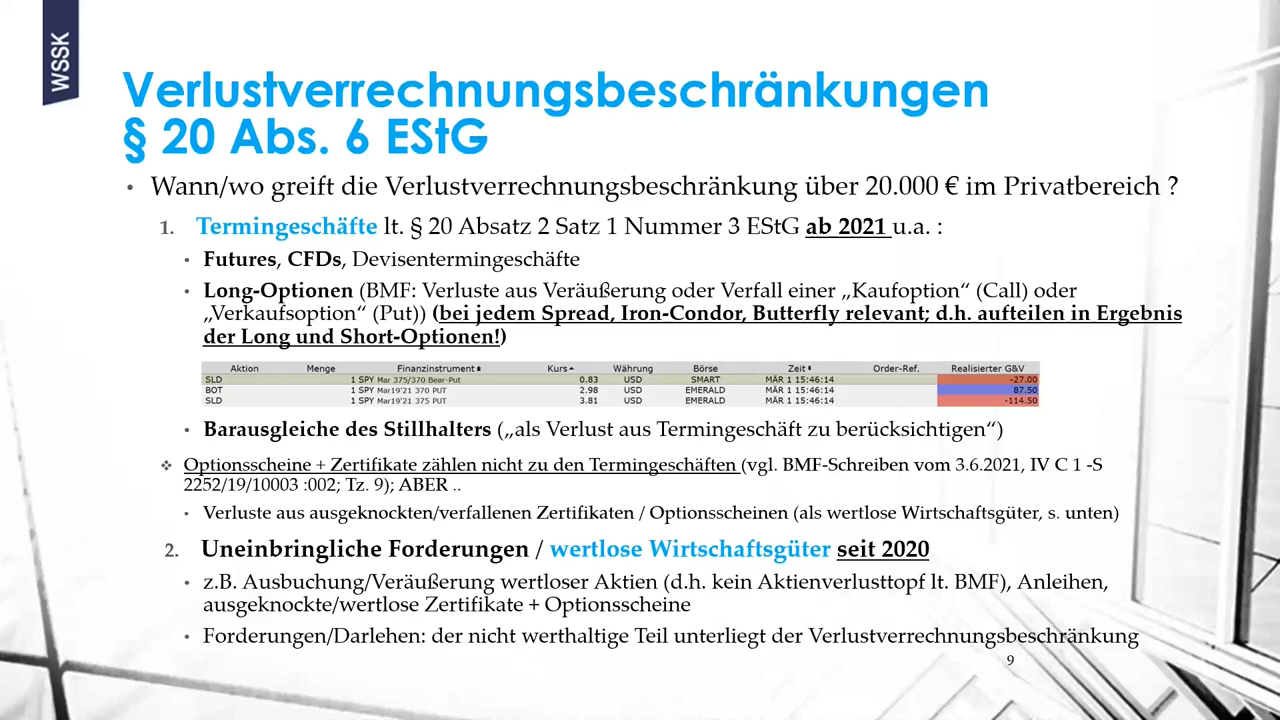 WSSK
Verlustverrechnungsbeschränkungen
§ 20 Abs. 6 EStG
• Wann/wo greift die Verlustverrechnungsbeschränkung über 20.000 € im Privatbereich ?
1. Termingeschäfte lt. § 20 Absatz 2 Satz 1 Nummer 3 EStG ab 2021 u.a. :
• Futures, CFDs, Devisentermingeschäfte
• Long-Optionen (BMF: Verluste aus Veräußerung oder Verfall einer „Kaufoption“ (Call) oder
„Verkaufsoption“ (Put)) (bei jedem Spread, Iron-Condor, Butterfly relevant; d.h. aufteilen in Ergebnis
der Long und Short-Optionen!)
Aktion Menge Finanzinstrument Kurs Währung Börse Zeit Order-Ref. Realisierter G&V
SLD 1 SPY Mar 375/370 Bear-Put 0.83 USD SMART MÄR 1 15:46:14 -27.00
BOT 1 SPY Mar19'21 370 PUT 2.98 USD EMERALD MÄR 1 15:46:14 87.50
SLD 1 SPY Mar19'21 375 PUT 3.81 USD EMERALD MÄR 1 15:46:14 -114.50
• Barausgleiche des Stillhalters („als Verlust aus Termingeschäft zu berücksichtigen“)
❖ Optionsscheine + Zertifikate zählen nicht zu den Termingeschäften (vgl. BMF-Schreiben vom 3.6.2021, IV C 1 -S
2252/19/10003 :002; Tz. 9); ABER ..
• Verluste aus ausgeknockten/verfallenen Zertifikaten / Optionsscheinen (als wertlose Wirtschaftsgüter, s. unten)
2. Uneinbringliche Forderungen / wertlose Wirtschaftsgüter seit 2020
• z.B. Ausbuchung/Veräußerung wertloser Aktien (d.h. kein Aktienverlusttopf lt. BMF), Anleihen,
ausgeknockte/wertlose Zertifikate + Optionsscheine
• Forderungen/Darlehen: der nicht werthaltige Teil unterliegt der Verlustverrechnungsbeschränkung
9